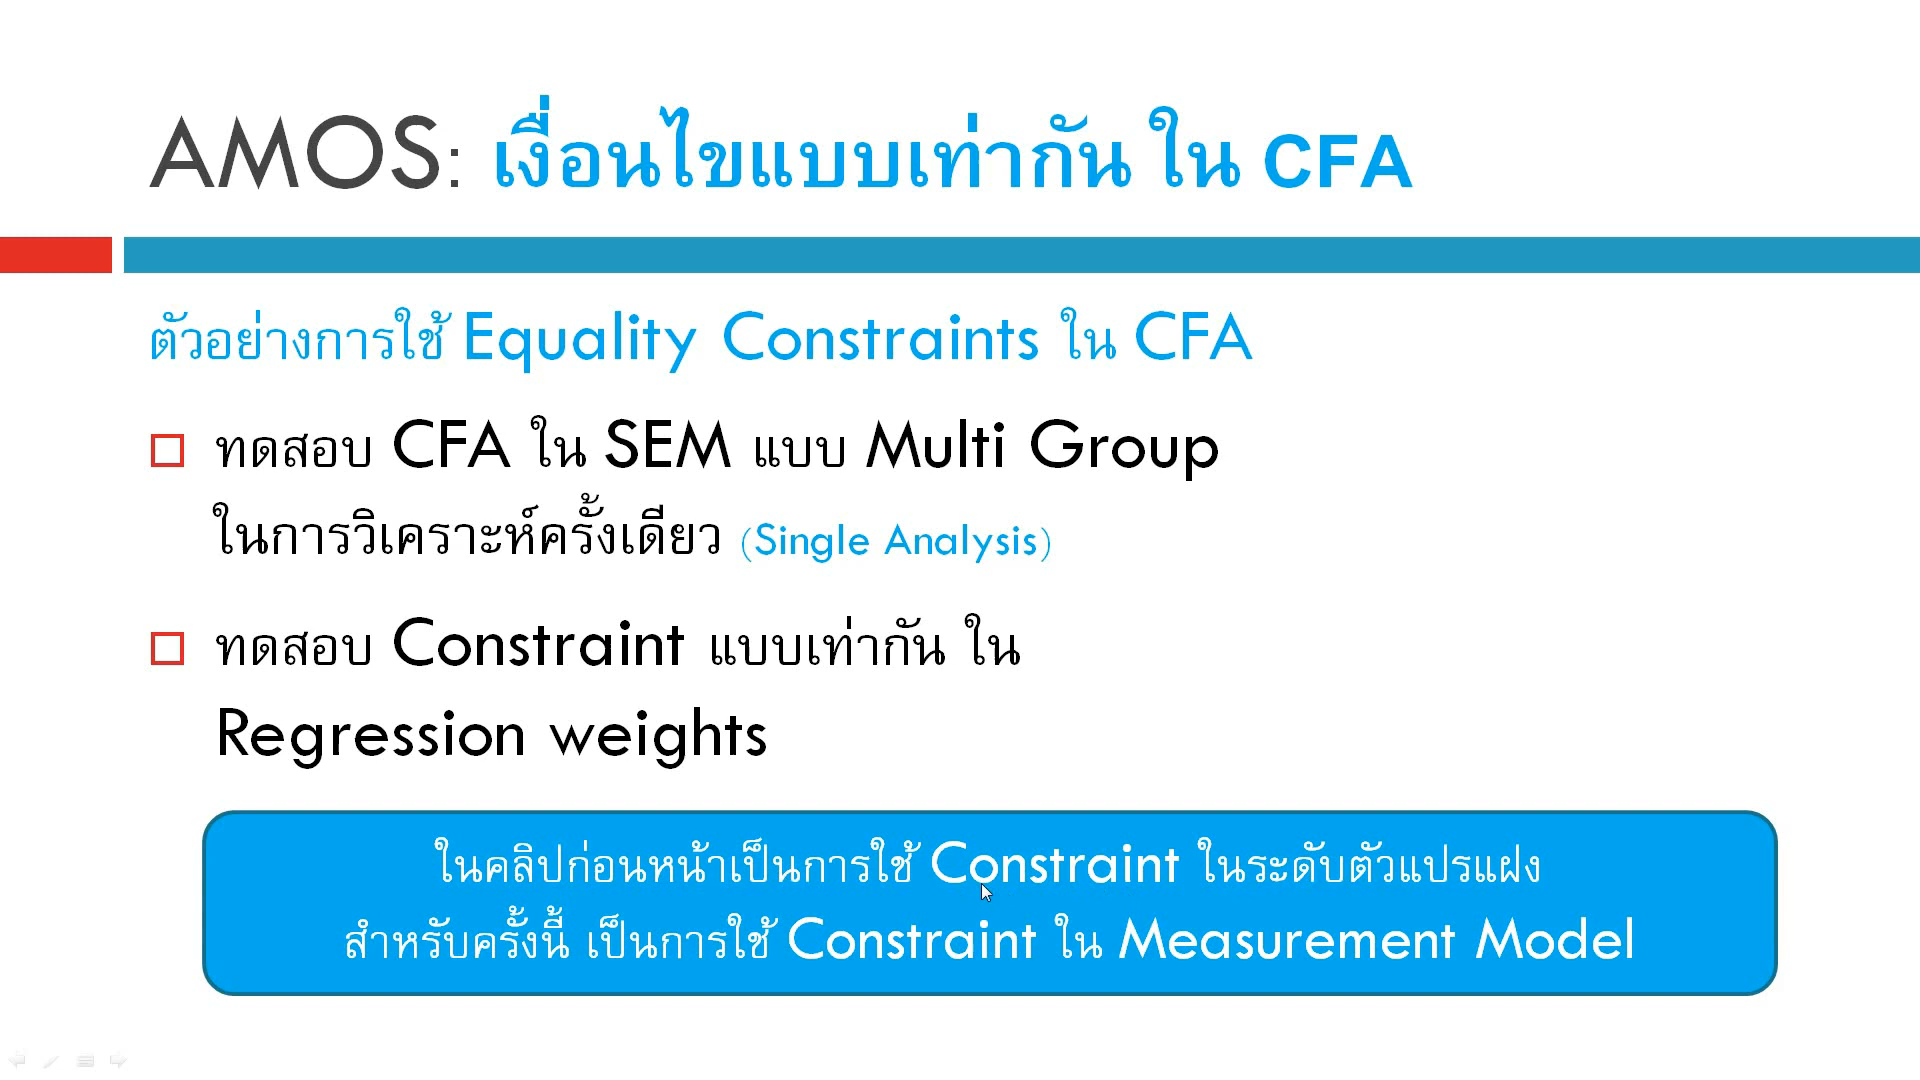 AMOS: เงื่อนไขแบบเท่ากัน ใน CFA
ตัวอย่างการใช้ Equality Constraints ใน CFA
ทดสอบ CFA ใน SEM แบบ Multi Group
ในการวิเคราะห์ครั้งเดียว (Single Analysis)
ทดสอบ Constraint แบบเท่ากัน ใน
Regression weights
ในคลิปก่อนหน้าเป็นการใช้ Constraint ในระดับตัวแปรแฝง
สำหรับครั้งนี้ เป็นการใช้ Constraint ใน Measurement Model